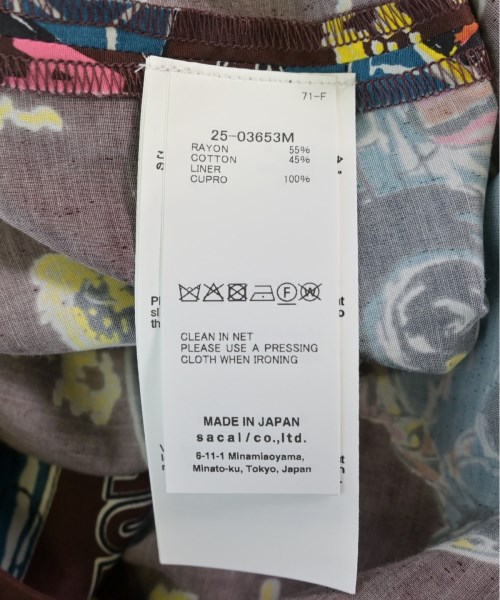 71-F
25-03653M
RAYON 55%
COTTON 45%
LINER
CUPRO 100%
F
W
CLEAN IN NET
PLEASE USE A PRESSING
CLOTH WHEN IRONING
MADE IN JAPAN
sacai/co.,ltd.
6-11-1 Minamiaoyama,
Minato-ku, Tokyo, Japan